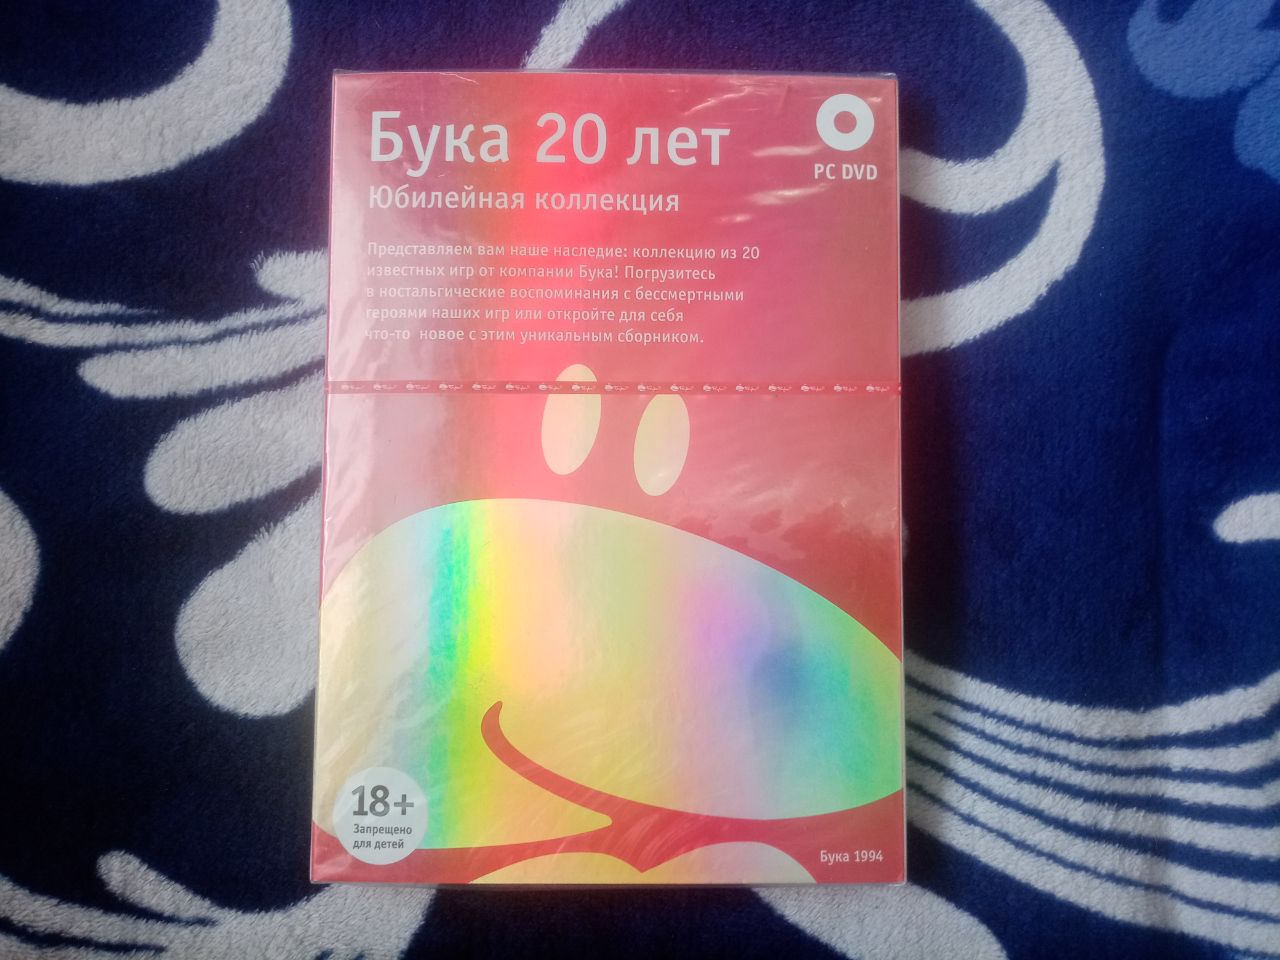 Бука 20 лет
PC DVD
Юбилейная коллекция
Представляем вам наше наследие: коллекцию из 20
известных игр от компании Бука! Погрузитесь
в ностальгические воспоминания с бессмертными
героями наших игр или откройте для себя
что-то новое с этим уникальным сборником.
18+
Запрещено
для детей
Бука 1994